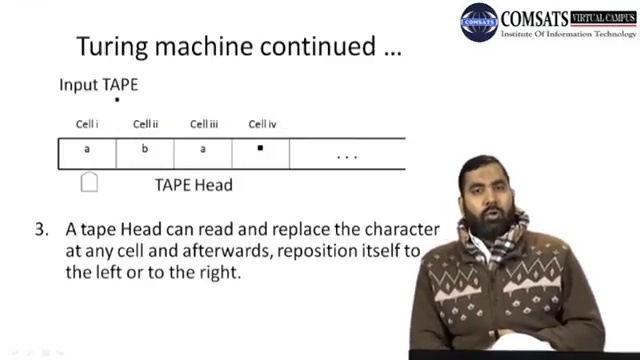 COMSATS VIRTUAL CAMPUS
Institute Of Information Technology
Turing machine continued ...
Input TAPE
Cell i Cell ii Cell iii Cell iv
a b a ▪ ...
TAPE Head
3. A tape Head can read and replace the character
at any cell and afterwards, reposition itself to
the left or to the right.